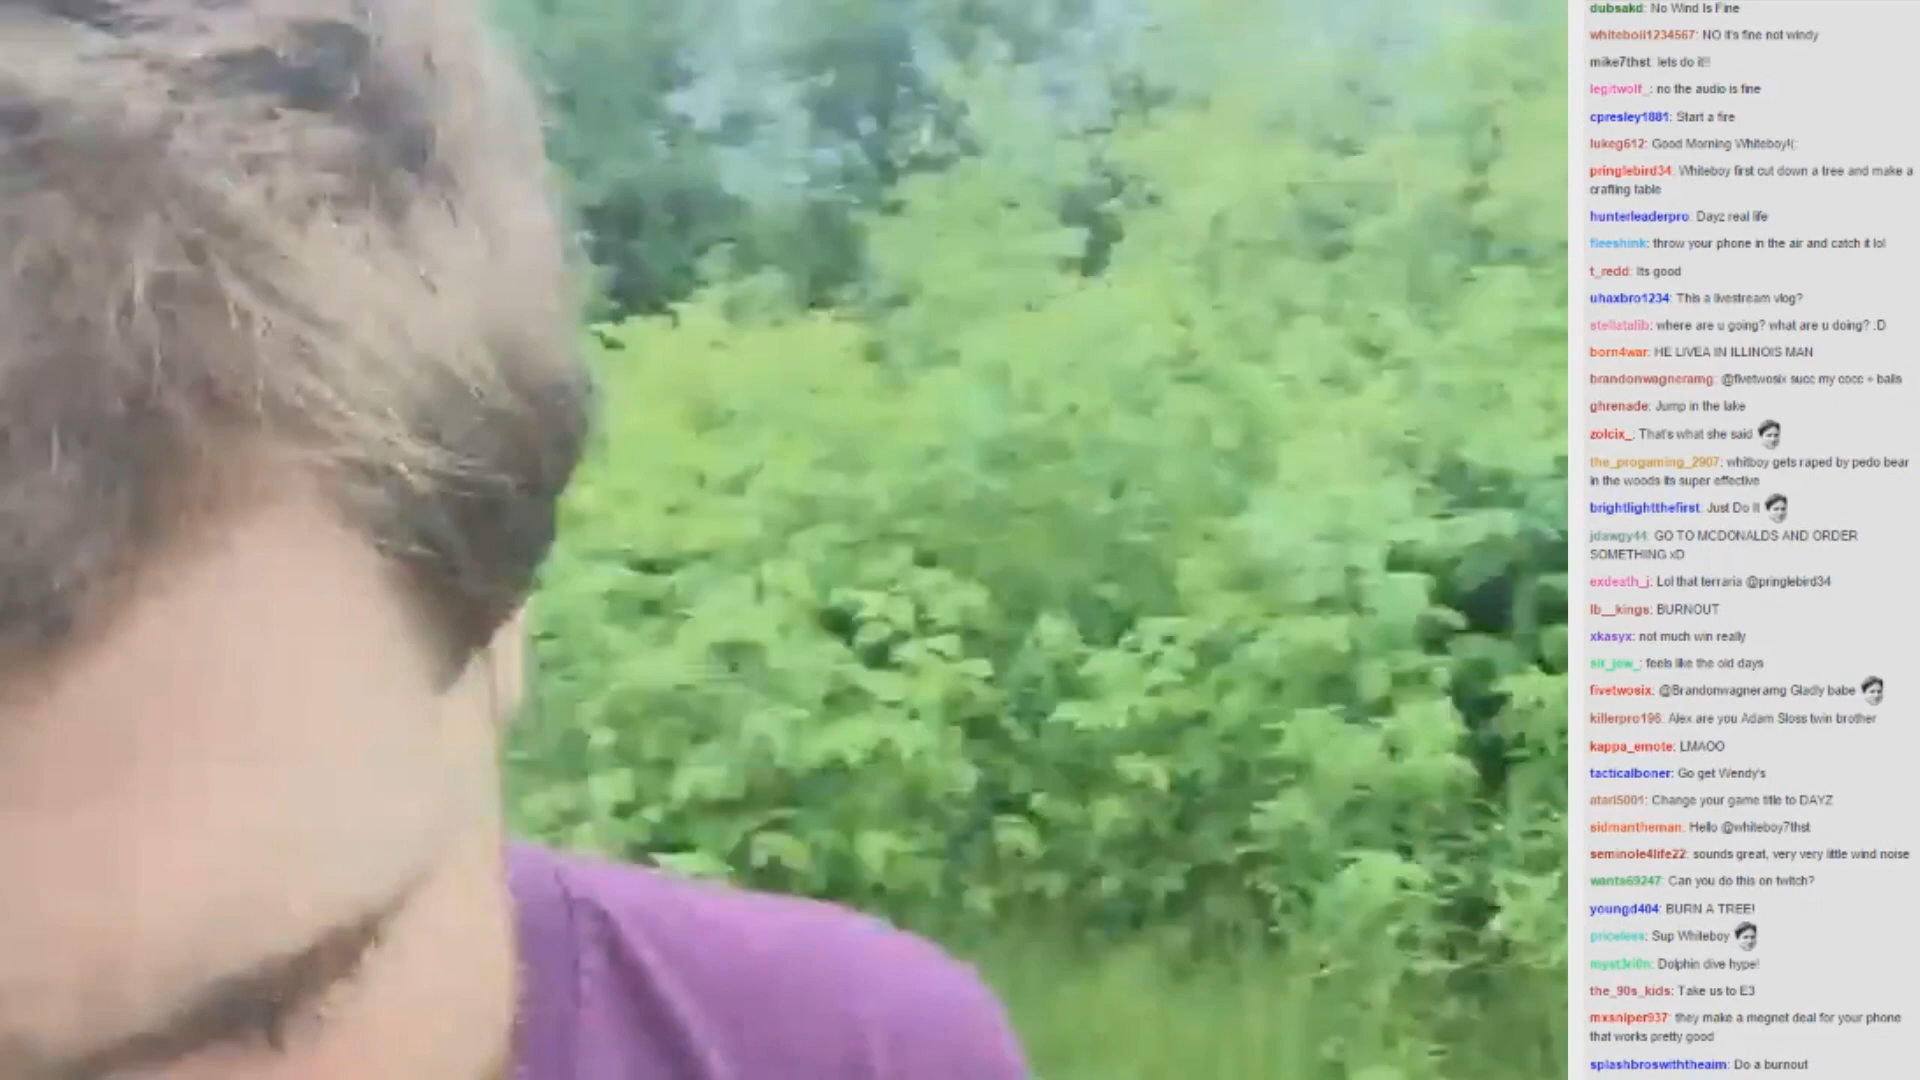 dubsakd: No Wind Is Fine
whiteboii1234567: NO it's fine not windy
mike7thst: lets do it!!
legitwolf_: no the audio is fine
cpresley1881: Start a fire
lukeg612: Good Morning Whiteboy!(:
pringlebird34: Whiteboy first cut down a tree and make a
crafting table
hunterleaderpro: Dayz real life
fieeshink: throw your phone in the air and catch it lol
t_redd: Its good
uhaxbro1234: This a livestream vlog?
stellatalib: where are u going? what are u doing? :D
born4war: HE LIVEA IN ILLINOIS MAN
brandonwagneramg: @fivetwosix succ my cocc + balls
ghrenade: Jump in the lake
zolcix_: That's what she said
the_progaming_2907: whitboy gets raped by pedo bear
in the woods its super effective
brightlightthefirst: Just Do It
jdawgy44: GO TO MCDONALDS AND ORDER
SOMETHING xD
exdeath_j: Lol that terraria @pringlebird34
lb__kings: BURNOUT
xkasyx: not much win really
sir_jew_: feels like the old days
fivetwosix: @Brandonwagneramg Gladly babe
killerpro196: Alex are you Adam Sloss twin brother
kappa_emote: LMAOO
tacticalboner: Go get Wendy's
atari5001: Change your game title to DAYZ
sidmantheman: Hello @whiteboy7thst
seminole4life22: sounds great, very very little wind noise
wants69247: Can you do this on twitch?
youngd404: BURN A TREE!
priceless: Sup Whiteboy
myst3ri0n: Dolphin dive hype!
the_90s_kids: Take us to E3
mxsniper937: they make a megnet deal for your phone
that works pretty good
splashbroswiththeaim: Do a burnout